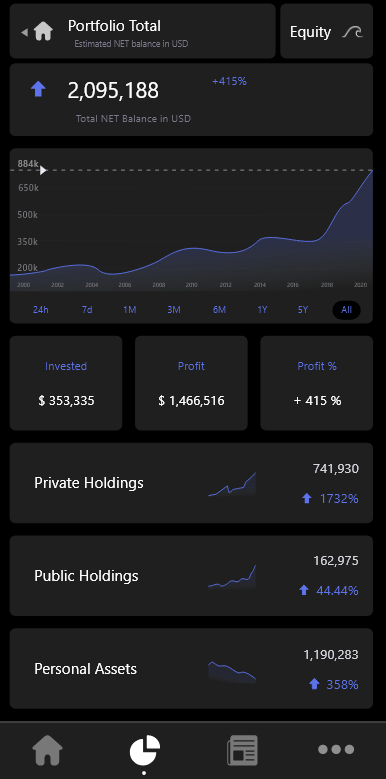 Portfolio Total
Estimated NET balance in USD
Equity
2,095,188
+415%
Total NET Balance in USD
884k
650k
500k
350k
200k
2000 2002 2004 2006 2008 2010 2012 2014 2016 2018 2020
24h 7d 1M 3M 6M 1Y 5Y All
Invested
$ 353,335
Profit
$ 1,466,516
Profit %
+ 415 %
Private Holdings
741,930
1732%
Public Holdings
162,975
44.44%
Personal Assets
1,190,283
358%